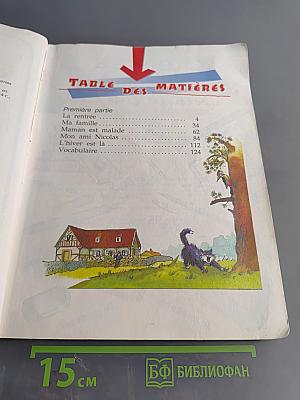 TABLE DES MATIÈRES
Première partie
La rentrée 4
Ma famille 34
Maman est malade 62
Mon ami Nicolas 84
L'hiver est là 112
Vocabulaire 124
15 см
БФ БИБЛИОФАН